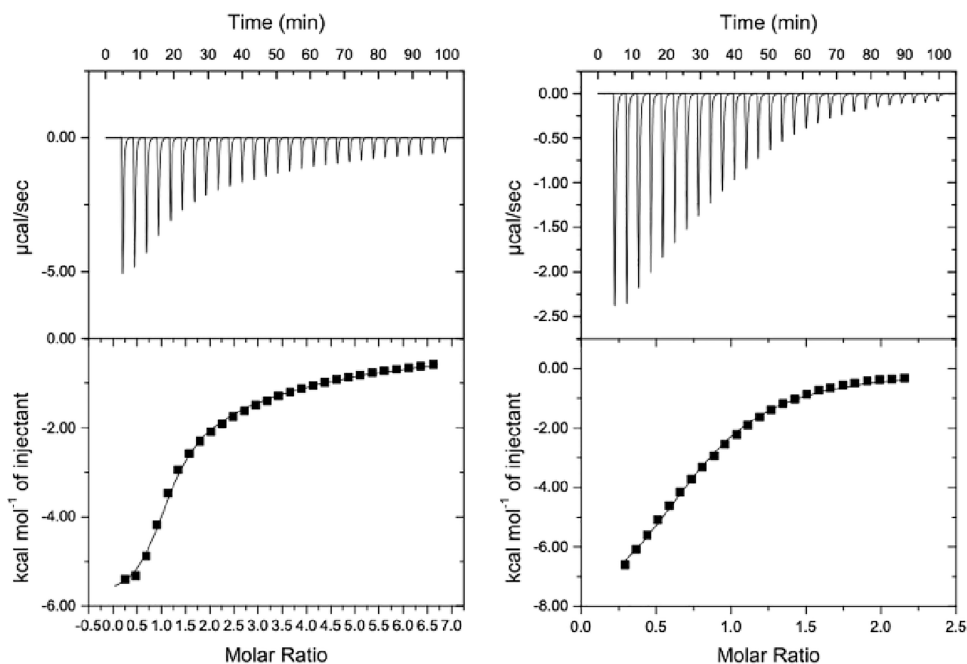 Time (min)
0 10 20 30 40 50 60 70 80 90 100
0.00
-5.00
µcal/sec
0.00
-2.00
-4.00
-6.00
kcal mol⁻¹ of injectant
-0.5 0.0 0.5 1.0 1.5 2.0 2.5 3.0 3.5 4.0 4.5 5.0 5.5 6.0 6.5 7.0
Molar Ratio
Time (min)
0 10 20 30 40 50 60 70 80 90 100
0.00
-0.50
-1.00
-1.50
-2.00
-2.50
µcal/sec
0.00
-2.00
-4.00
-6.00
-8.00
kcal mol⁻¹ of injectant
0.0 0.5 1.0 1.5 2.0 2.5
Molar Ratio